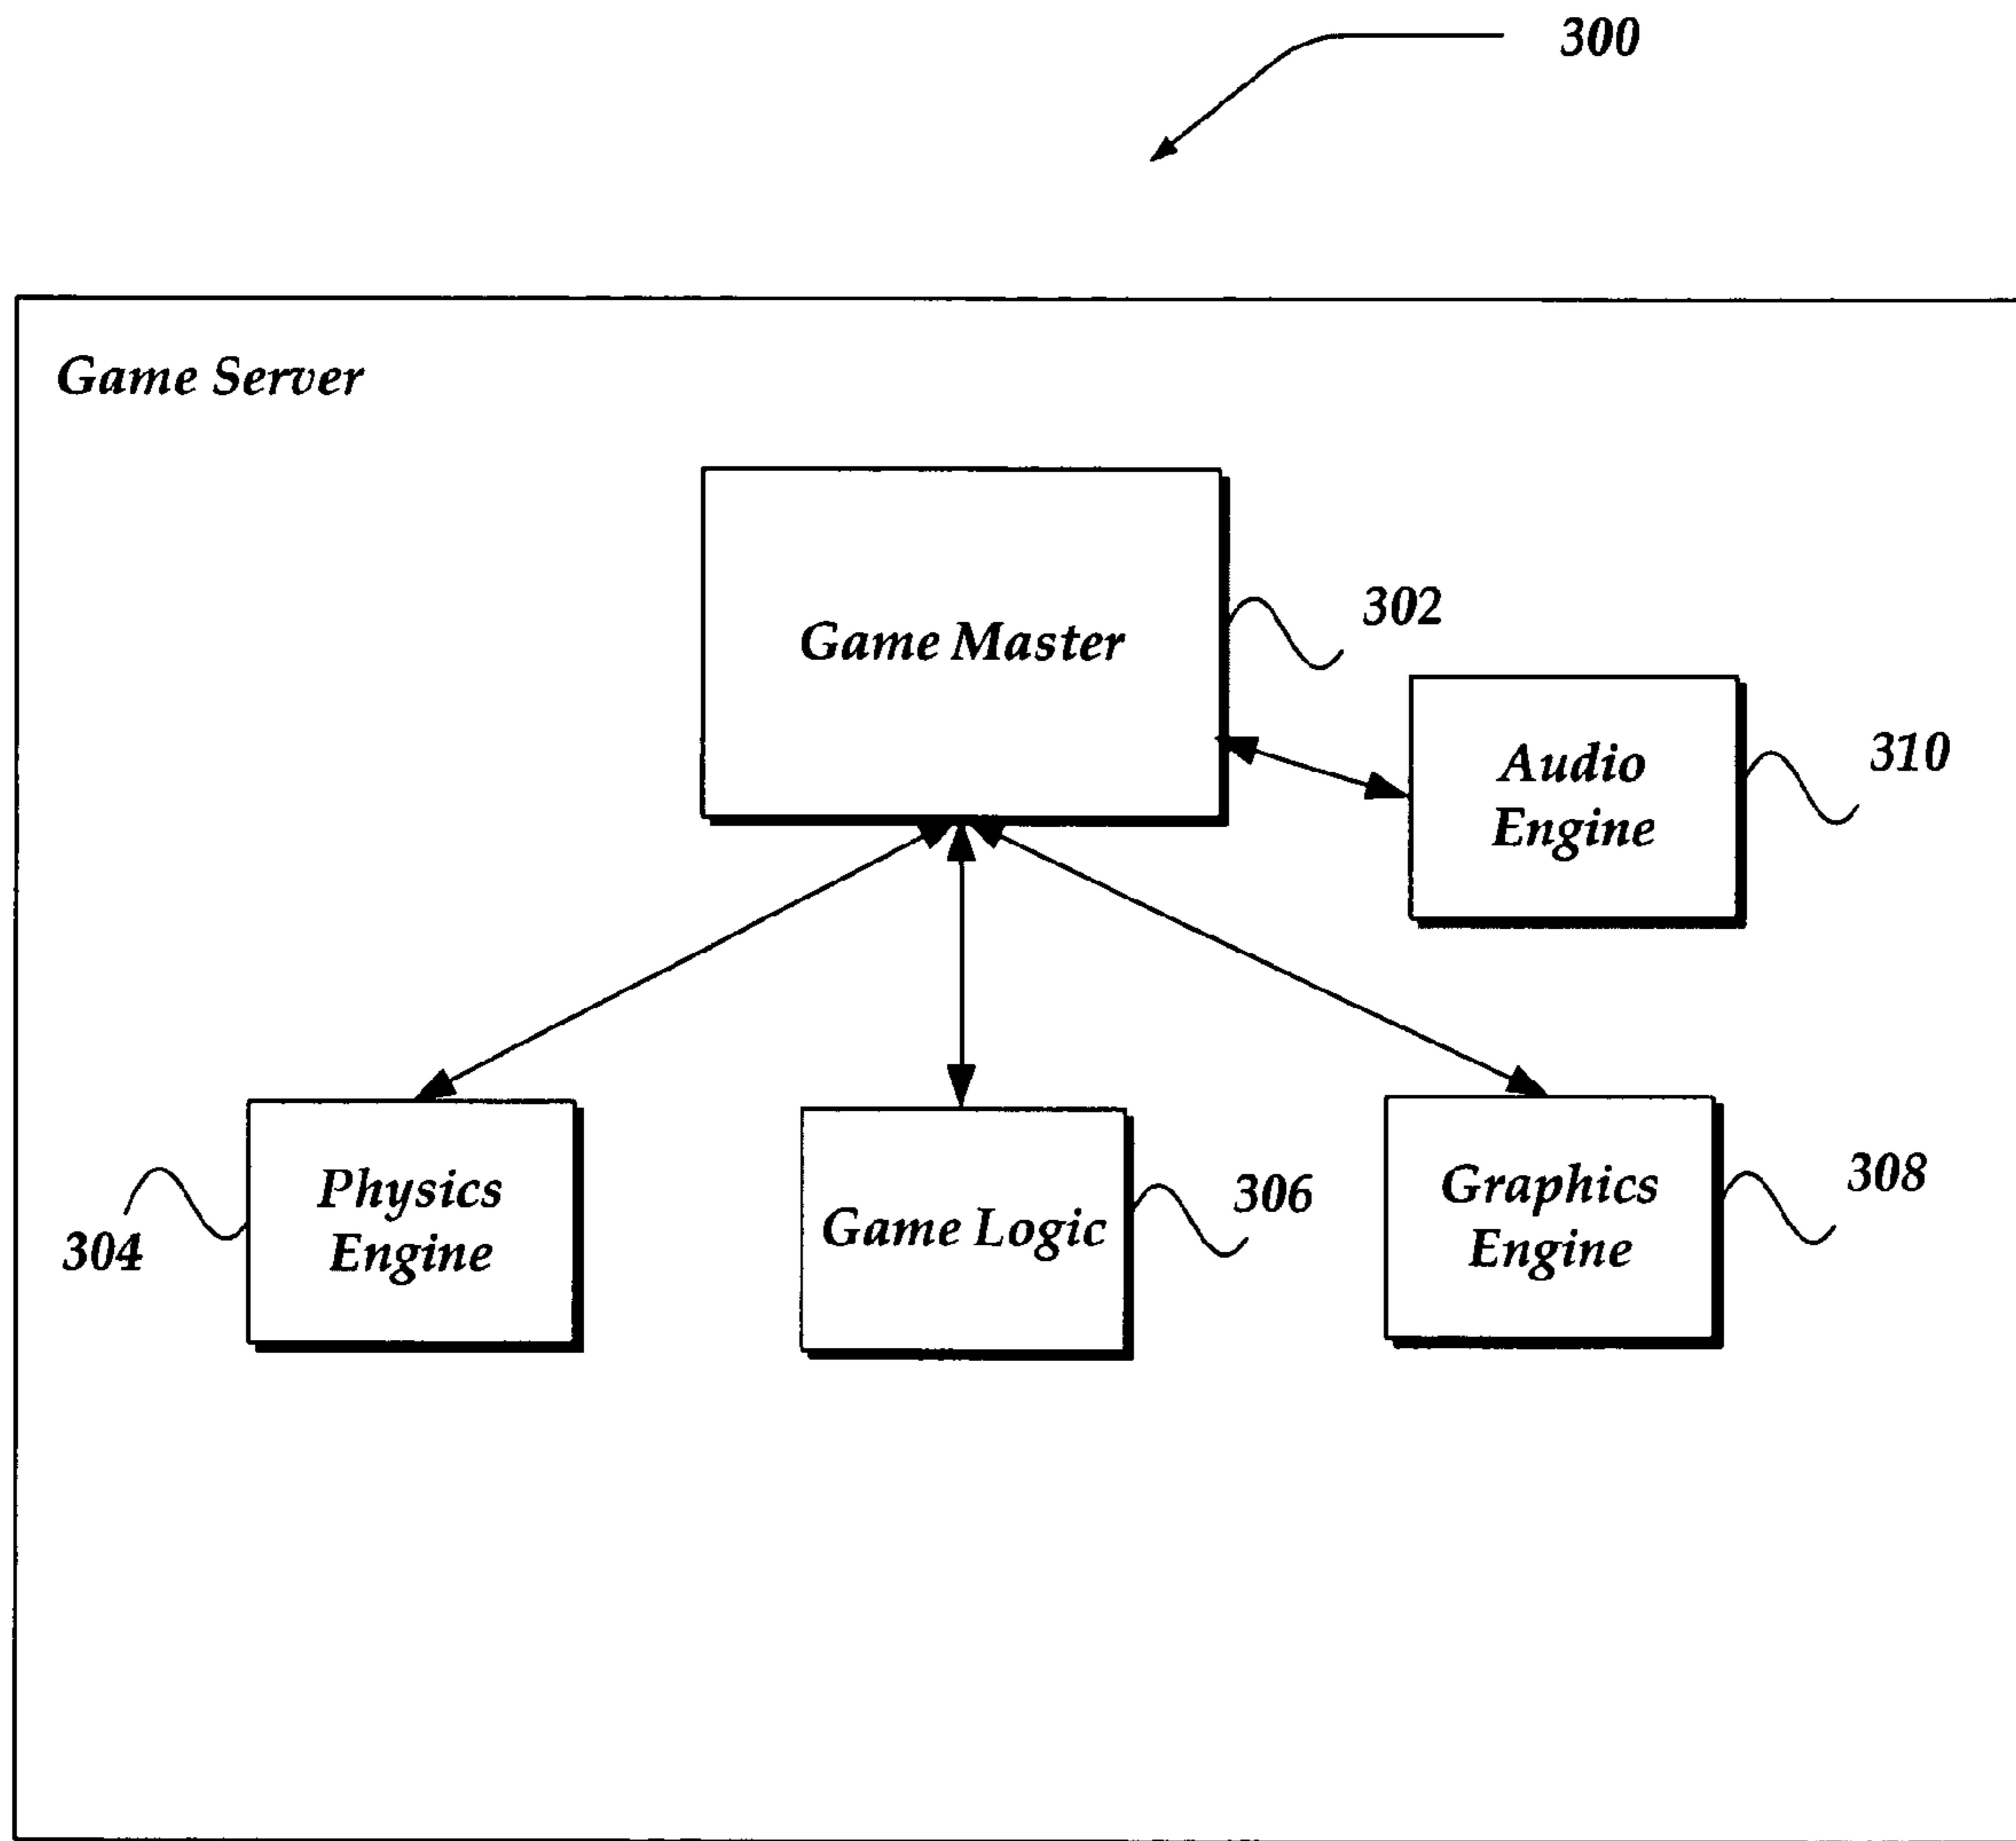 300
Game Server
Game Master
302
Audio
Engine
310
Physics
Engine
304
Game Logic
306
Graphics
Engine
308